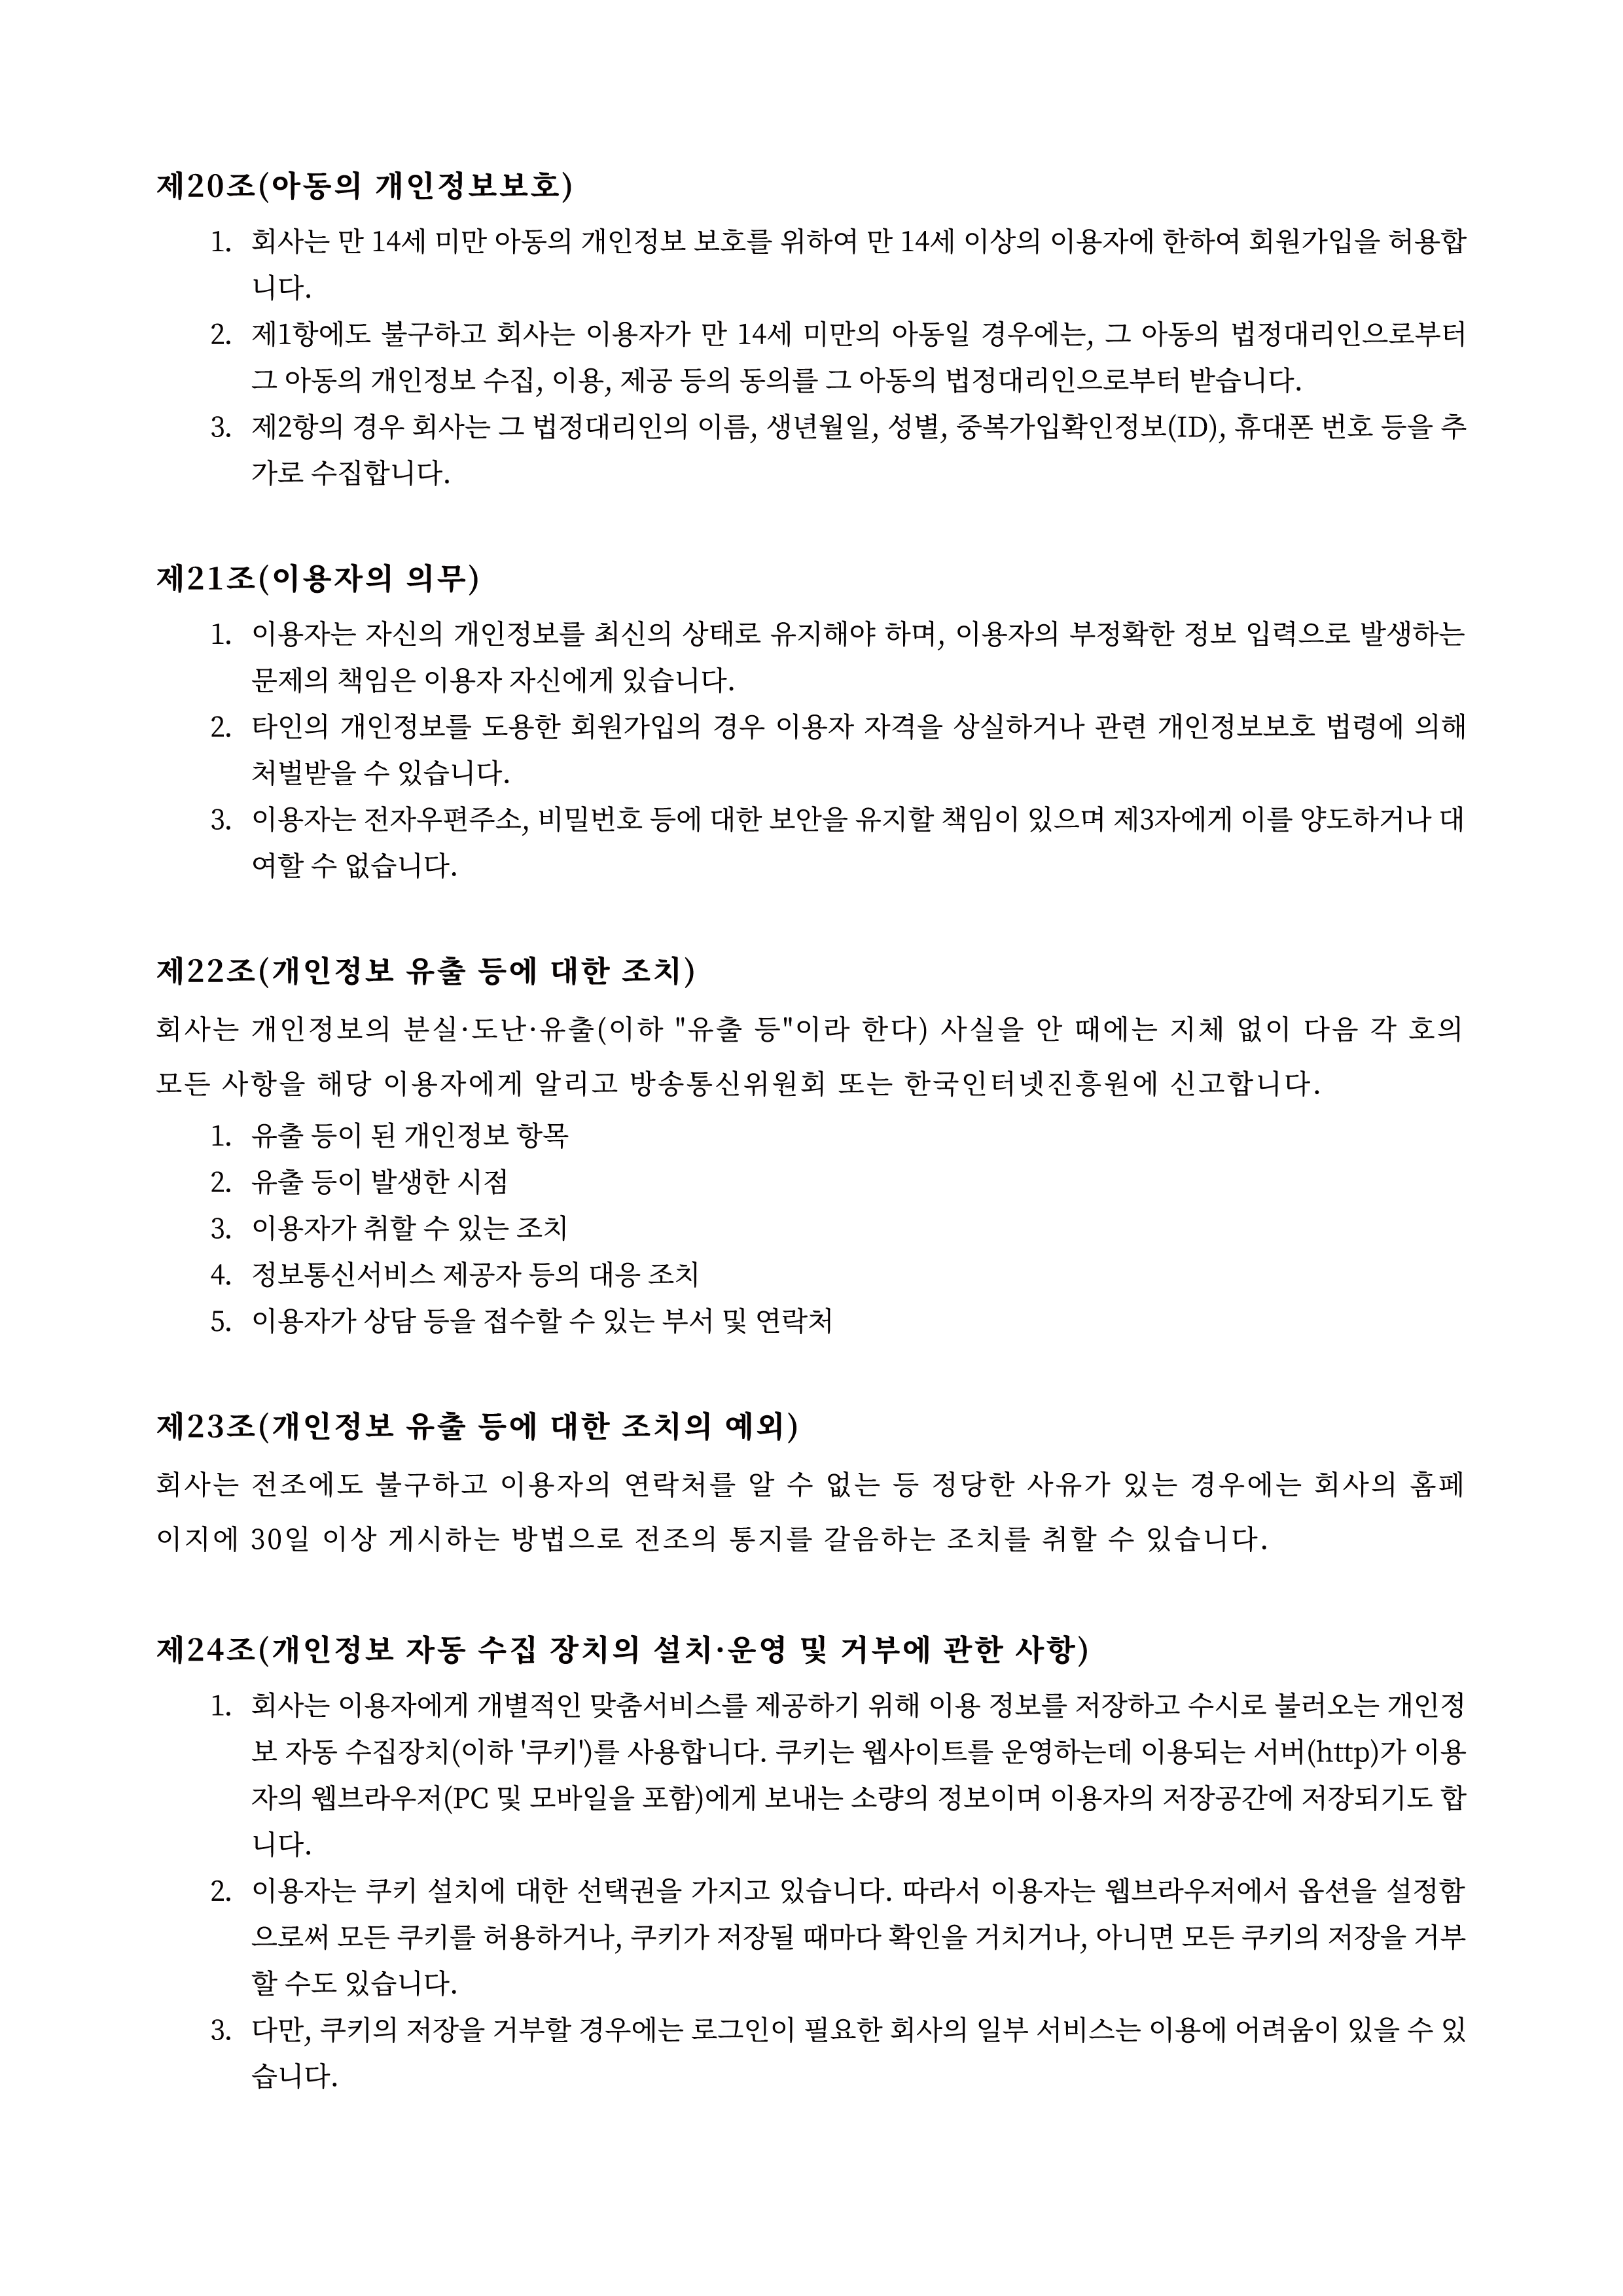 제20조(아동의 개인정보보호)
1. 회사는 만 14세 미만 아동의 개인정보 보호를 위하여 만 14세 이상의 이용자에 한하여 회원가입을 허용합
니다.
2. 제1항에도 불구하고 회사는 이용자가 만 14세 미만의 아동일 경우에는, 그 아동의 법정대리인으로부터
그 아동의 개인정보 수집, 이용, 제공 등의 동의를 그 아동의 법정대리인으로부터 받습니다.
3. 제2항의 경우 회사는 그 법정대리인의 이름, 생년월일, 성별, 중복가입확인정보(ID), 휴대폰 번호 등을 추
가로 수집합니다.
제21조(이용자의 의무)
1. 이용자는 자신의 개인정보를 최신의 상태로 유지해야 하며, 이용자의 부정확한 정보 입력으로 발생하는
문제의 책임은 이용자 자신에게 있습니다.
2. 타인의 개인정보를 도용한 회원가입의 경우 이용자 자격을 상실하거나 관련 개인정보보호 법령에 의해
처벌받을 수 있습니다.
3. 이용자는 전자우편주소, 비밀번호 등에 대한 보안을 유지할 책임이 있으며 제3자에게 이를 양도하거나 대
여할 수 없습니다.
제22조(개인정보 유출 등에 대한 조치)
회사는 개인정보의 분실·도난·유출(이하 "유출 등"이라 한다) 사실을 안 때에는 지체 없이 다음 각 호의
모든 사항을 해당 이용자에게 알리고 방송통신위원회 또는 한국인터넷진흥원에 신고합니다.
1. 유출 등이 된 개인정보 항목
2. 유출 등이 발생한 시점
3. 이용자가 취할 수 있는 조치
4. 정보통신서비스 제공자 등의 대응 조치
5. 이용자가 상담 등을 접수할 수 있는 부서 및 연락처
제23조(개인정보 유출 등에 대한 조치의 예외)
회사는 전조에도 불구하고 이용자의 연락처를 알 수 없는 등 정당한 사유가 있는 경우에는 회사의 홈페
이지에 30일 이상 게시하는 방법으로 전조의 통지를 갈음하는 조치를 취할 수 있습니다.
제24조(개인정보 자동 수집 장치의 설치·운영 및 거부에 관한 사항)
1. 회사는 이용자에게 개별적인 맞춤서비스를 제공하기 위해 이용 정보를 저장하고 수시로 불러오는 개인정
보 자동 수집장치(이하 '쿠키')를 사용합니다. 쿠키는 웹사이트를 운영하는데 이용되는 서버(http)가 이용
자의 웹브라우저(PC 및 모바일을 포함)에게 보내는 소량의 정보이며 이용자의 저장공간에 저장되기도 합
니다.
2. 이용자는 쿠키 설치에 대한 선택권을 가지고 있습니다. 따라서 이용자는 웹브라우저에서 옵션을 설정함
으로써 모든 쿠키를 허용하거나, 쿠키가 저장될 때마다 확인을 거치거나, 아니면 모든 쿠키의 저장을 거부
할 수도 있습니다.
3. 다만, 쿠키의 저장을 거부할 경우에는 로그인이 필요한 회사의 일부 서비스는 이용에 어려움이 있을 수 있
습니다.